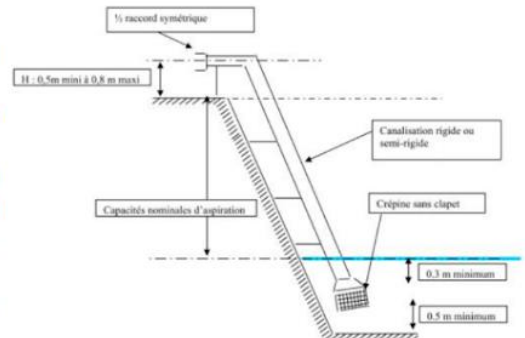 ½ raccord symétrique
H : 0,5m mini à 0,8 m maxi
Canalisation rigide ou
semi-rigide
Capacités nominales d'aspiration
Crépine sans clapet
0.3 m minimum
0.5 m minimum